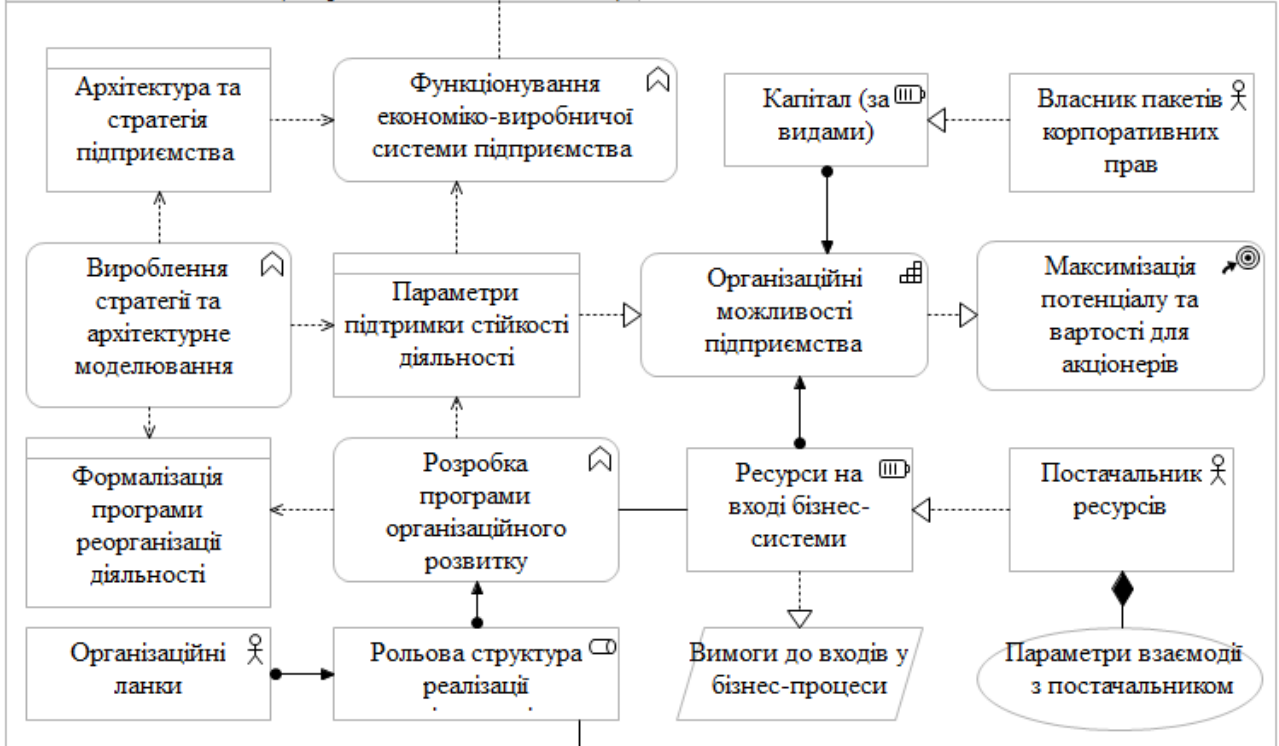 Архітектура та
стратегія
підприємства
Функціонування
економіко-виробничої
системи підприємства
Капітал (за
видами)
Власник пакетів
корпоративних
прав
Вироблення
стратегії та
архітектурне
моделювання
Параметри
підтримки стійкості
діяльності
Організаційні
можливості
підприємства
Максимізація
потенціалу та
вартості для
акціонерів
Формалізація
програми
реорганізації
діяльності
Розробка
програми
організаційного
розвитку
Ресурси на
вході бізнес-
системи
Постачальник
ресурсів
Організаційні
ланки
Рольова структура
реалізації
Вимоги до входів у
бізнес-процеси
Параметри взаємодії
з постачальником